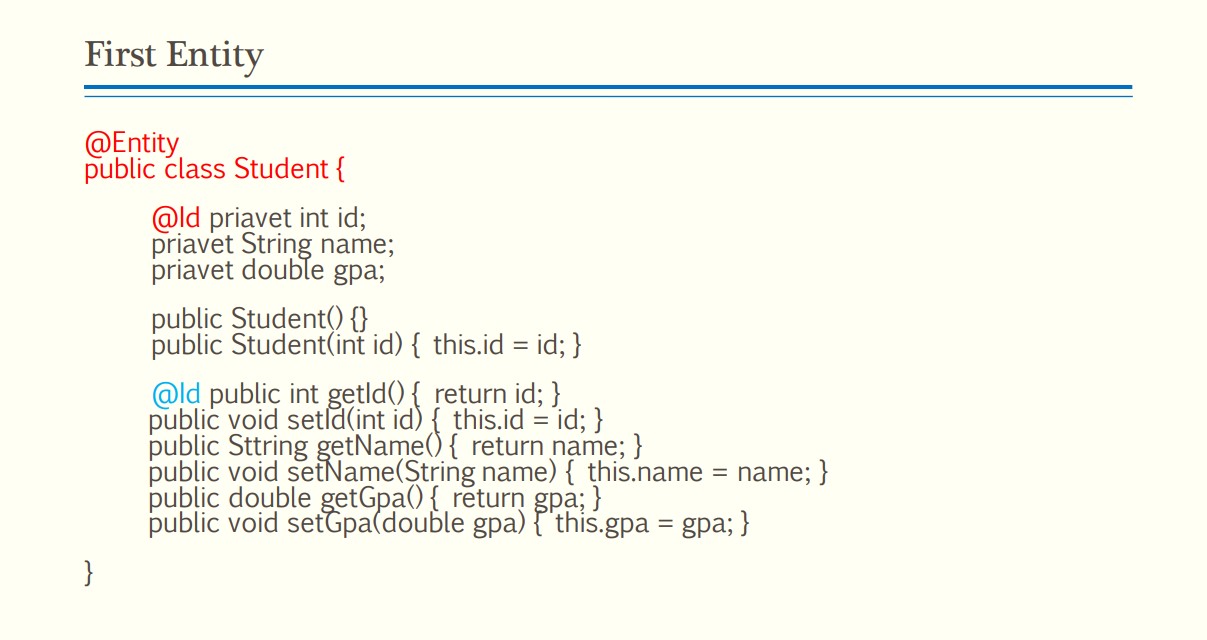 First Entity
@Entity
public class Student {
@Id priavet int id;
priavet String name;
priavet double gpa;
public Student() {}
public Student(int id) { this.id = id; }
@Id public int getId() { return id; }
public void setId(int id) { this.id = id; }
public Sttring getName() { return name; }
public void setName(String name) { this.name = name; }
public double getGpa() { return gpa; }
public void setGpa(double gpa) { this.gpa = gpa; }
}